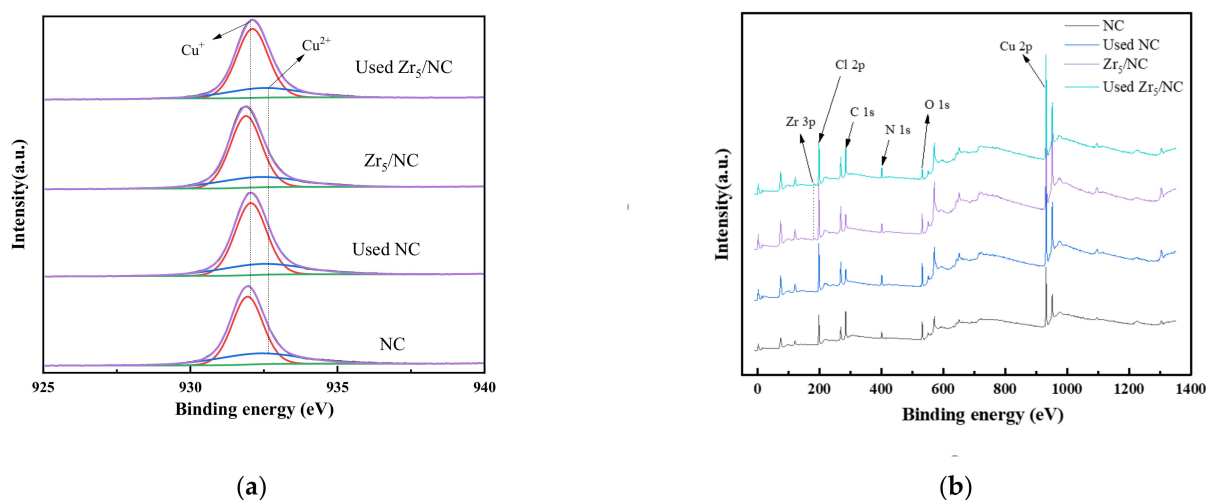 Cu⁺
Cu²⁺
Used Zr₅/NC
Zr₅/NC
Used NC
NC
Intensity(a.u.)
925 930 935 940
Binding energy (eV)
(a)
NC
Used NC
Zr₅/NC
Used Zr₅/NC
Cu 2p
Cl 2p
C 1s
N 1s
O 1s
Zr 3p
Intensity(a.u.)
0 200 400 600 800 1000 1200 1400
Binding energy (eV)
(b)